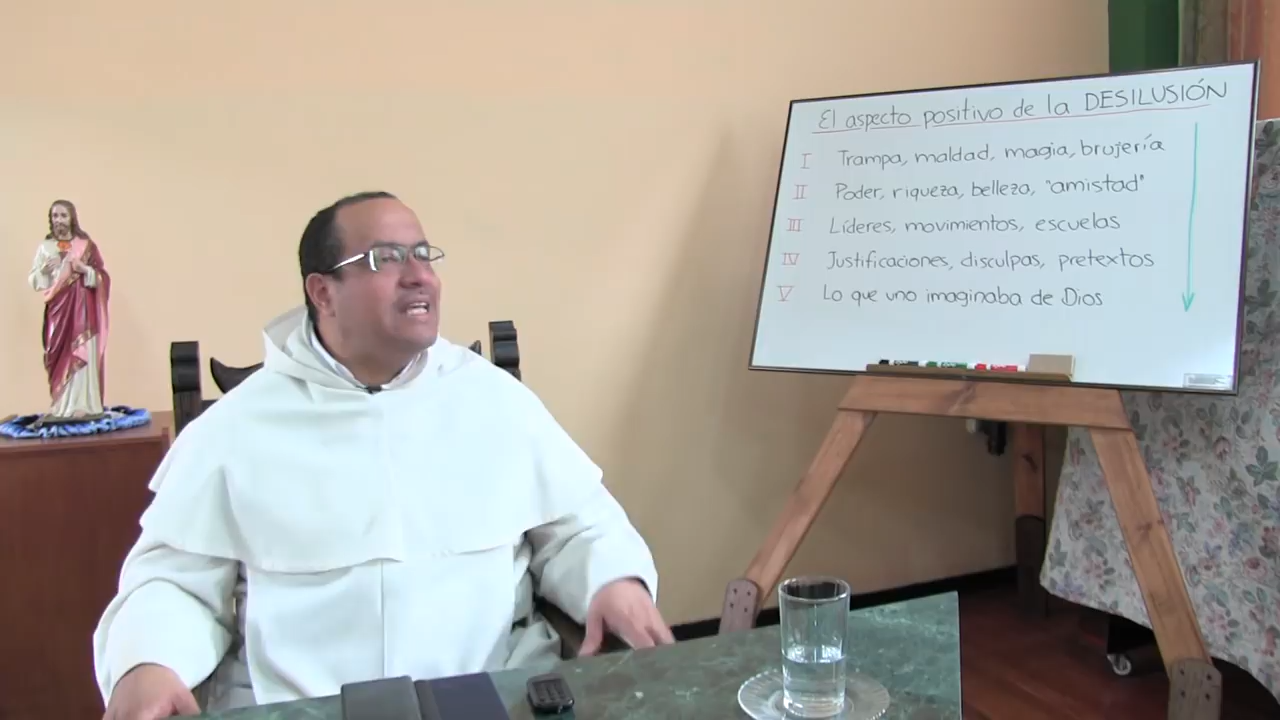 El aspecto positivo de la DESILUSIÓN
I Trampa, maldad, magia, brujería
II Poder, riqueza, belleza, "amistad"
III Líderes, movimientos, escuelas
IV Justificaciones, disculpas, pretextos
V Lo que uno imaginaba de Dios